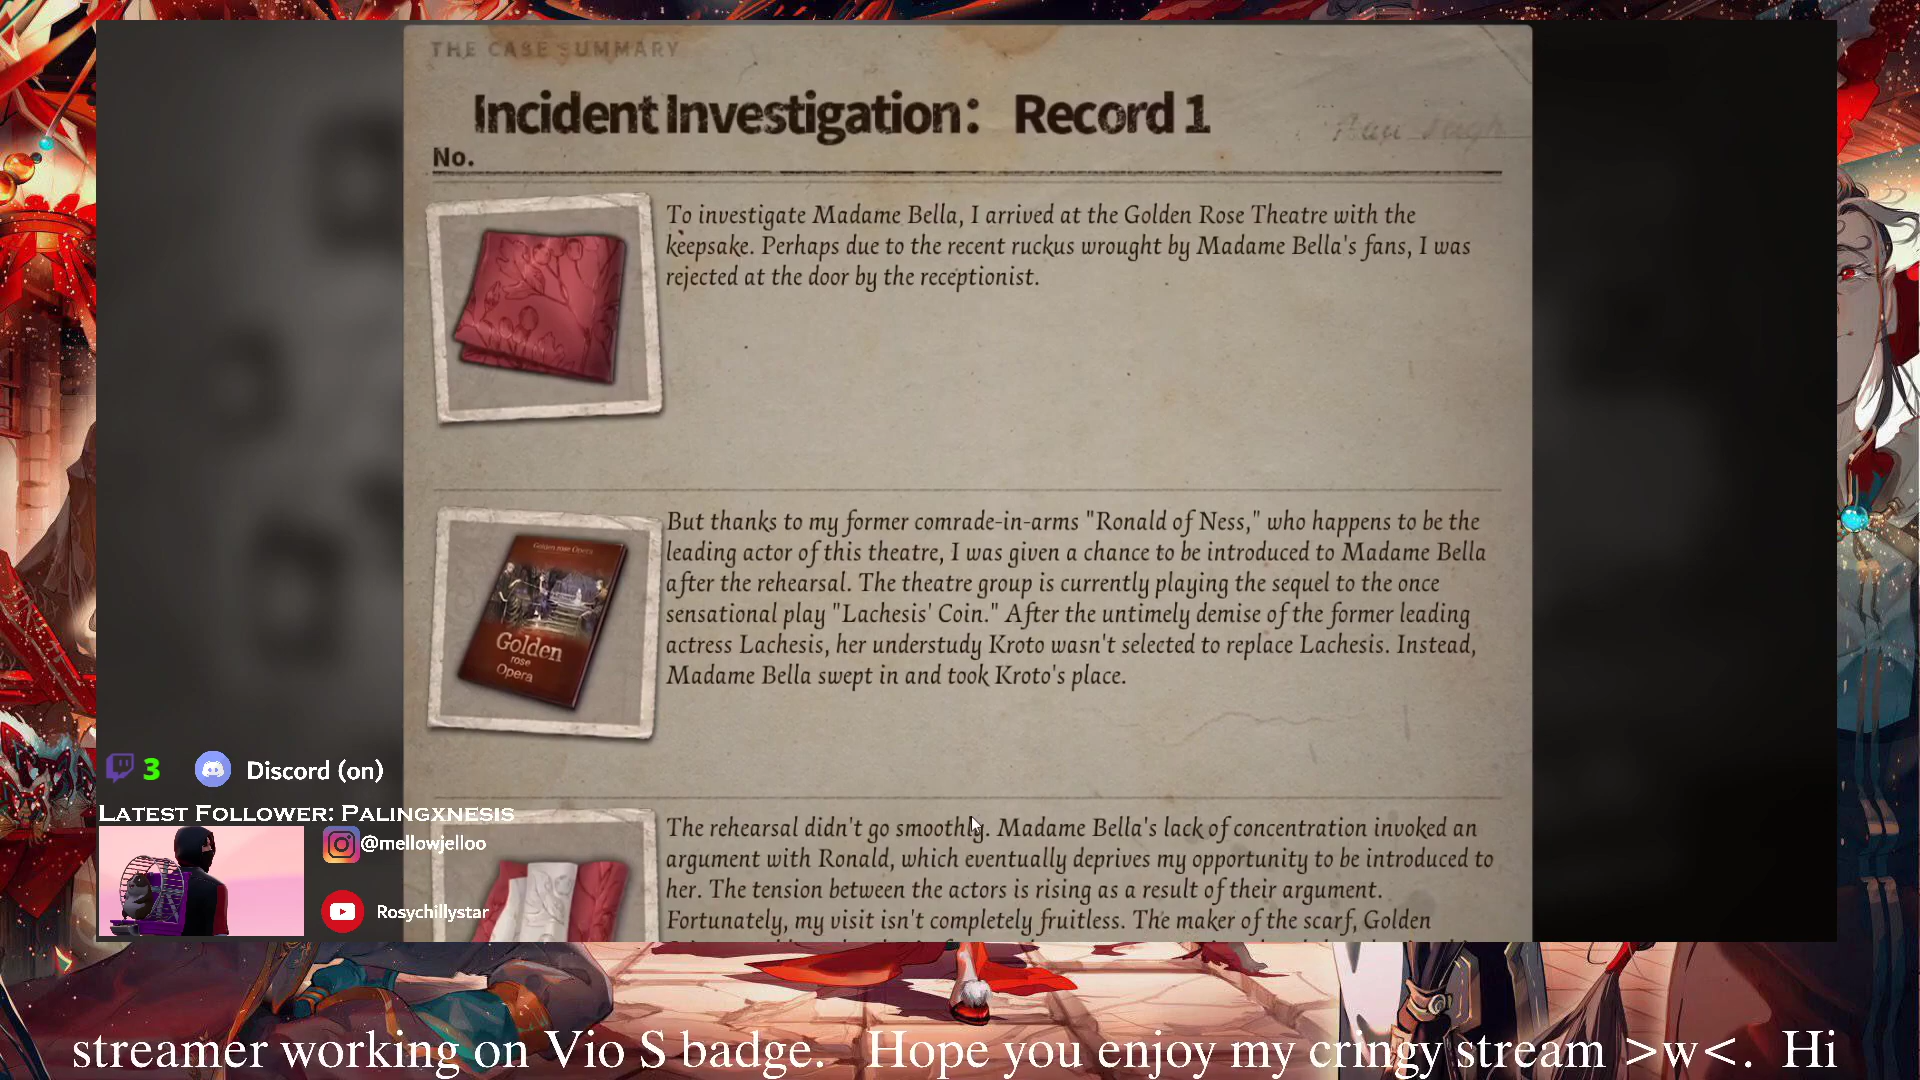 THE CASE SUMMARY
Incident Investigation: Record 1
No.
To investigate Madame Bella, I arrived at the Golden Rose Theatre with the
keepsake. Perhaps due to the recent ruckus wrought by Madame Bella's fans, I was
rejected at the door by the receptionist.
But thanks to my former comrade-in-arms "Ronald of Ness," who happens to be the
leading actor of this theatre, I was given a chance to be introduced to Madame Bella
after the rehearsal. The theatre group is currently playing the sequel to the once
sensational play "Lachesis' Coin." After the untimely demise of the former leading
actress Lachesis, her understudy Kroto wasn't selected to replace Lachesis. Instead,
Madame Bella swept in and took Kroto's place.
Golden rose Opera
Golden
rose
Opera
The rehearsal didn't go smoothly. Madame Bella's lack of concentration invoked an
argument with Ronald, which eventually deprives my opportunity to be introduced to
her. The tension between the actors is rising as a result of their argument.
Fortunately, my visit isn't completely fruitless. The maker of the scarf, Golden
3 Discord (on)
LATEST FOLLOWER: PALINGXNESIS
@mellowjelloo
Rosychillystar
streamer working on Vio S badge. Hope you enjoy my cringy stream >w<. Hi